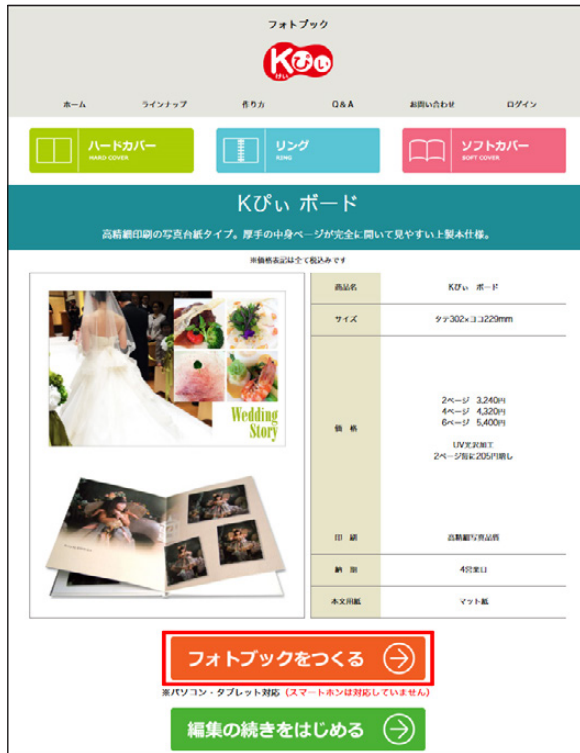 フォトブック
Kぴぃ
けいぴぃ
ホーム ラインナップ 作り方 Q&A お問い合わせ ログイン
ハードカバー リング ソフトカバー
HARD COVER RING SOFT COVER
Kぴぃ ボード
高精細印刷の写真台紙タイプ。厚手の中身ページが完全に開いて見やすい上製本仕様。
※価格表記は全て税込みです
商品名 Kぴぃ ボード
サイズ タテ302×ヨコ229mm
Wedding
Story
価 格
2ページ 3,240円
4ページ 4,320円
6ページ 5,400円
UV光沢加工
2ページ毎に205円増し
印 刷 高精細写真品質
納 期 4営業日
本文用紙 マット紙
フォトブックをつくる
※パソコン・タブレット対応（スマートホンは対応していません）
編集の続きをはじめる